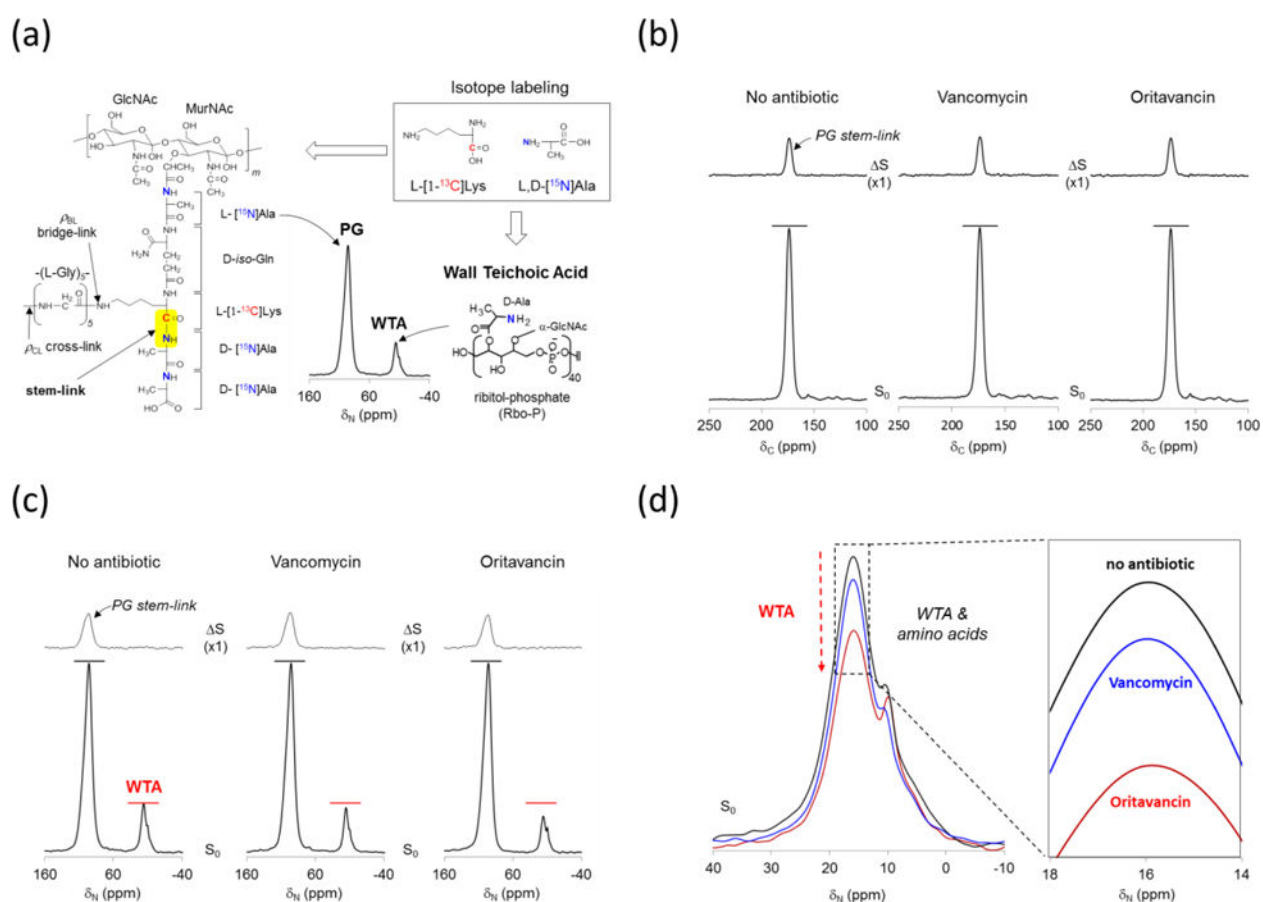 (a)
GlcNAc
MurNAc
Isotope labeling
L-[1-¹³C]Lys
L,D-[¹⁵N]Ala
m
ρBL
bridge-link
-(L-Gly)₅-
5
ρCL cross-link
stem-link
L-[¹⁵N]Ala
D-iso-Gln
L-[1-¹³C]Lys
D-[¹⁵N]Ala
D-[¹⁵N]Ala
PG
WTA
160 60 -40
δN (ppm)
Wall Teichoic Acid
D-Ala
α-GlcNAc
40
ribitol-phosphate
(Rbo-P)
(b)
No antibiotic Vancomycin Oritavancin
PG stem-link
ΔS ΔS
(x1) (x1)
S₀ S₀
250 200 150 100 250 200 150 100 250 200 150 100
δC (ppm) δC (ppm) δC (ppm)
(c)
No antibiotic Vancomycin Oritavancin
PG stem-link
ΔS ΔS
(x1) (x1)
WTA
S₀ S₀
160 60 -40 160 60 -40 160 60 -40
δN (ppm) δN (ppm) δN (ppm)
(d)
WTA
WTA &
amino acids
S₀
40 30 20 10 0 -10
δN (ppm)
no antibiotic
Vancomycin
Oritavancin
18 16 14
δN (ppm)